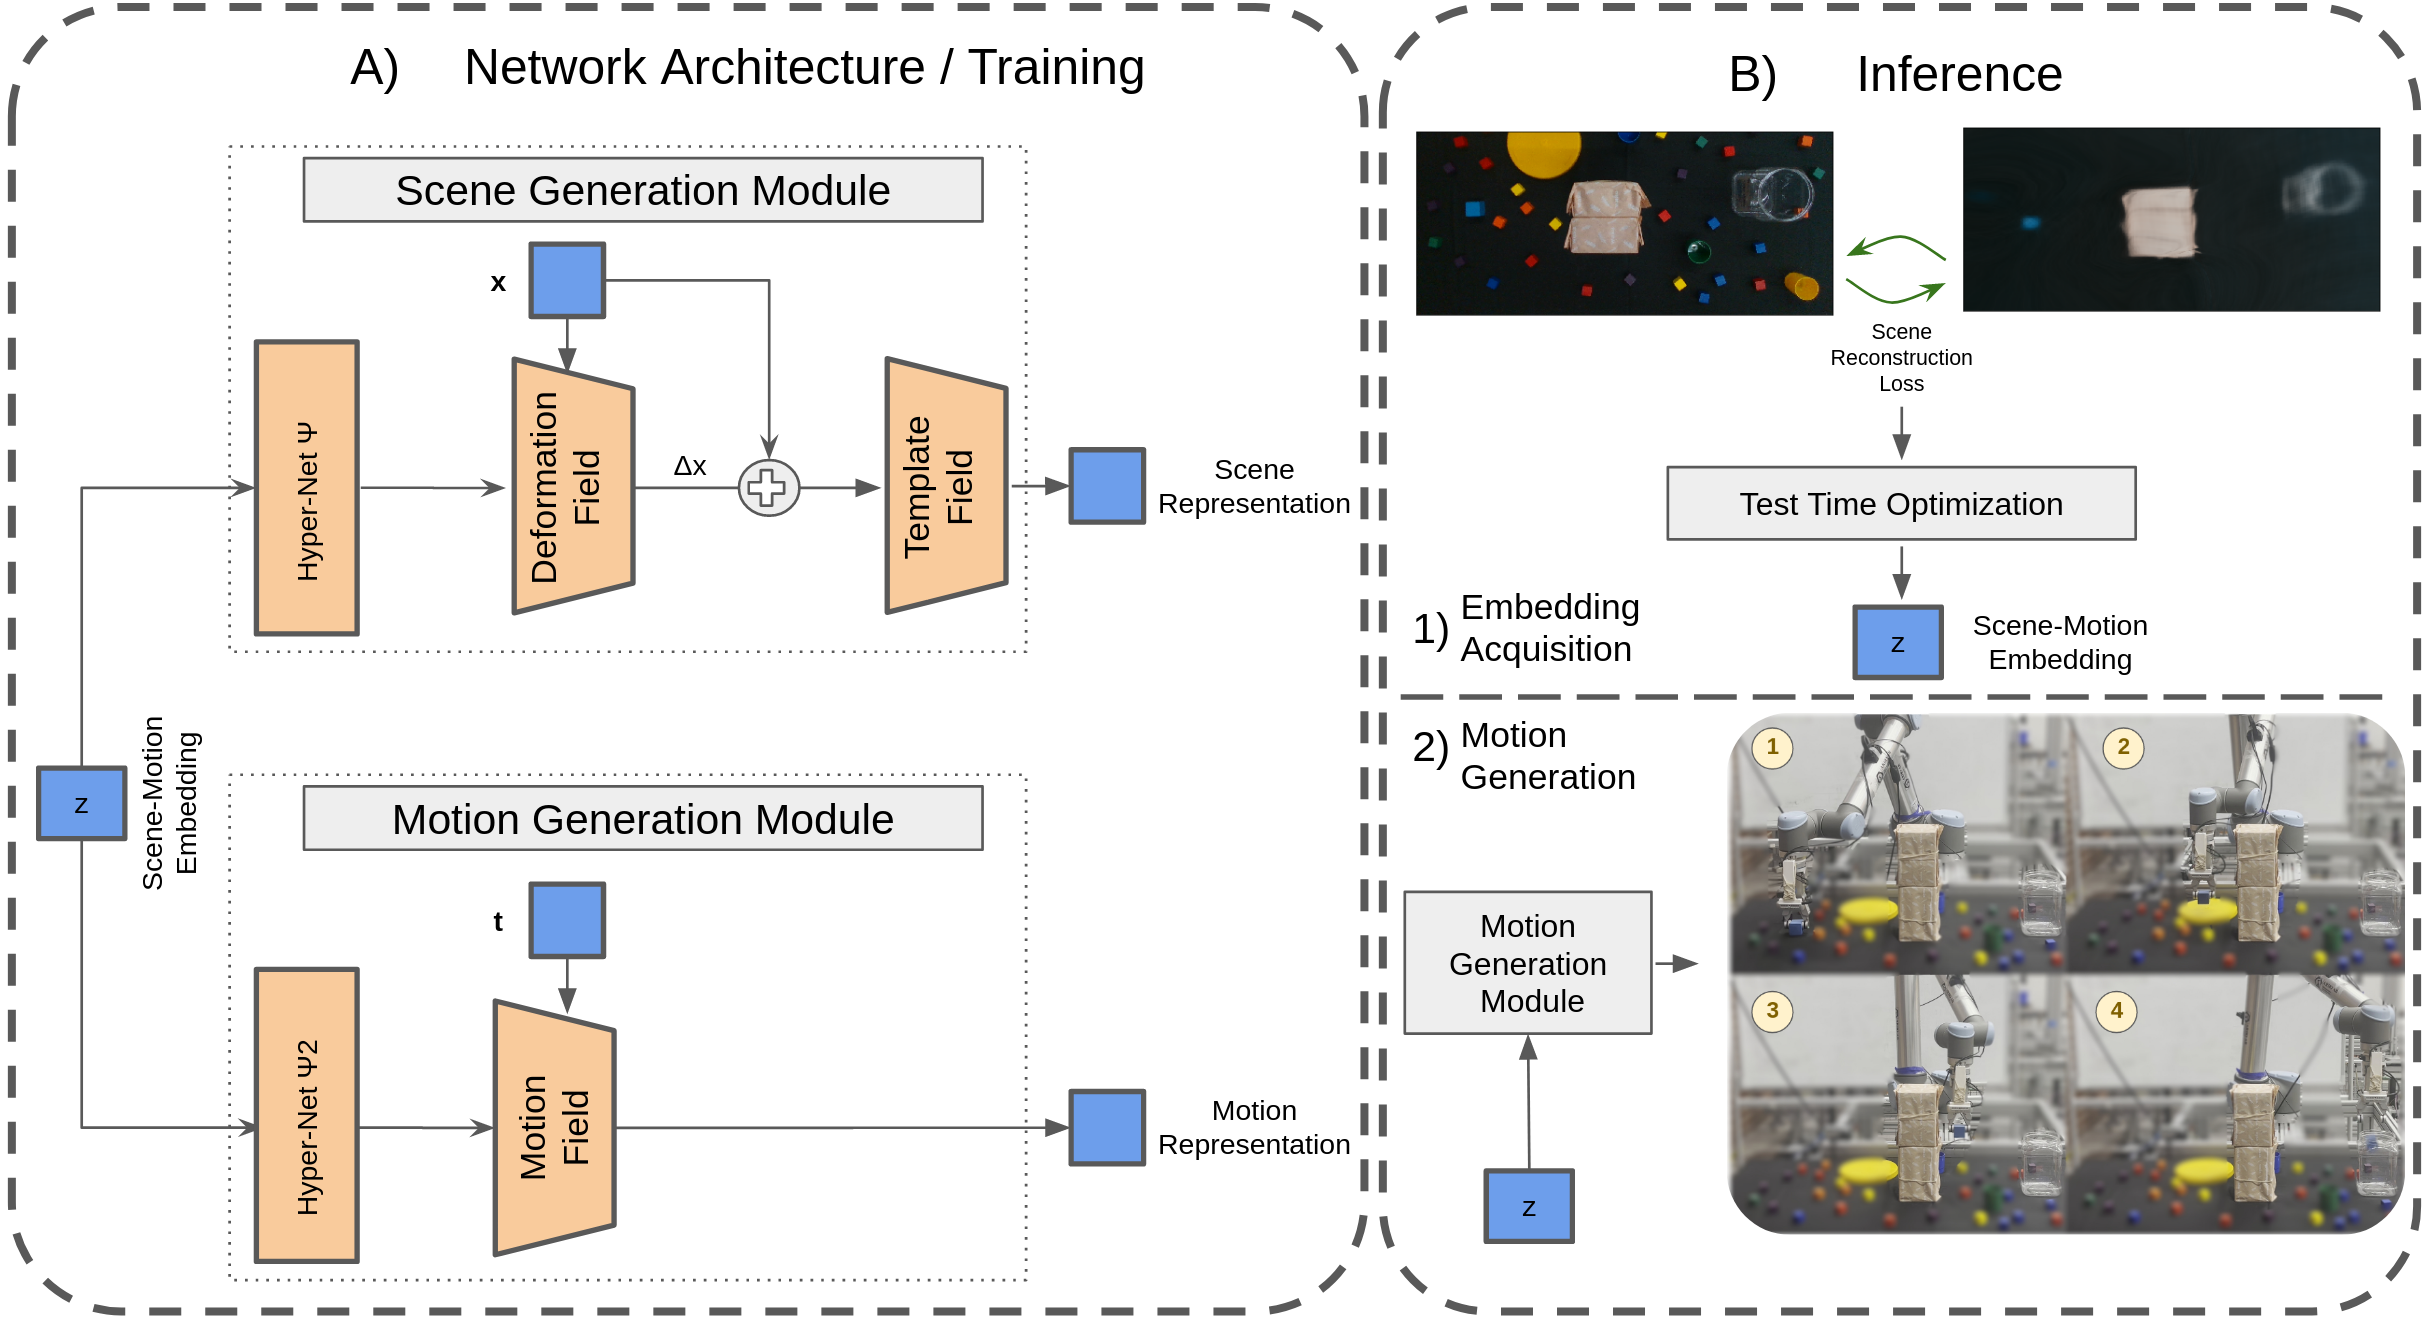 A) Network Architecture / Training
Scene Generation Module
x
Hyper-Net Ψ
Deformation
Field
Δx
Template
Field
Scene
Representation
z
Scene-Motion
Embedding
Motion Generation Module
t
Hyper-Net Ψ2
Motion
Field
Motion
Representation
B) Inference
Scene
Reconstruction
Loss
Test Time Optimization
1) Embedding
Acquisition
z
Scene-Motion
Embedding
2) Motion
Generation
Motion
Generation
Module
z
1
2
3
4